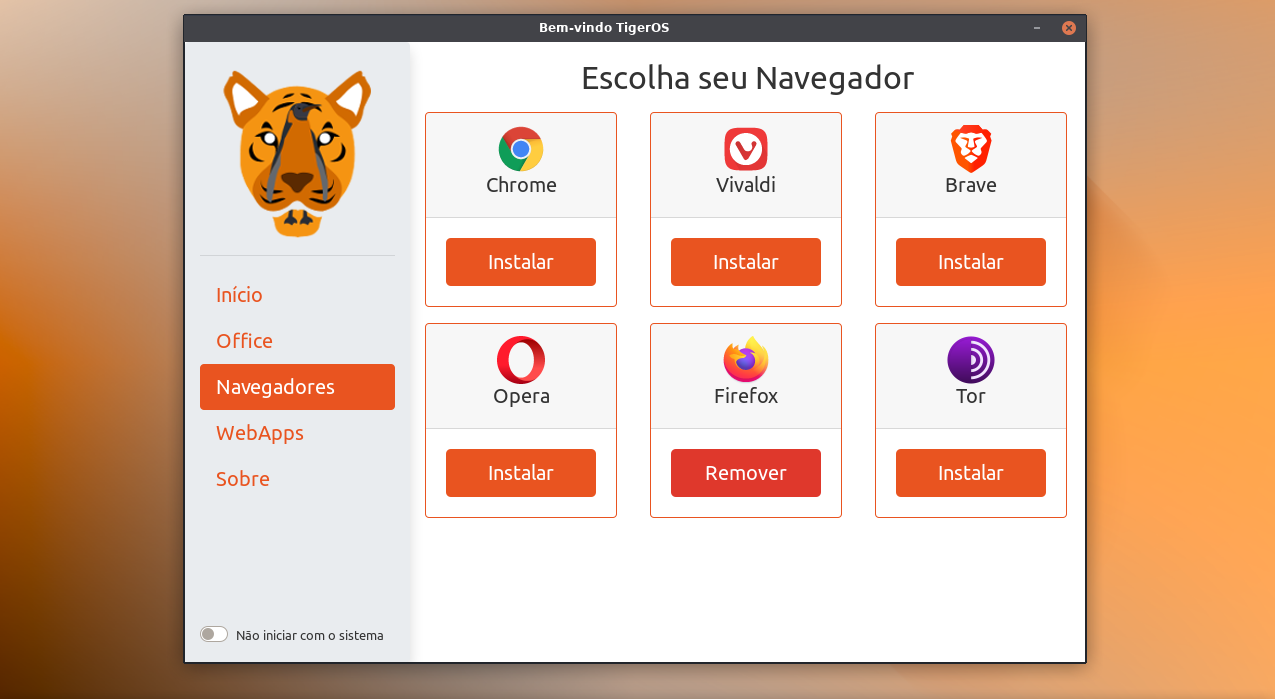 Bem-vindo TigerOS
Início
Office
Navegadores
WebApps
Sobre
Não iniciar com o sistema
Escolha seu Navegador
Chrome
Instalar
Vivaldi
Instalar
Brave
Instalar
Opera
Instalar
Firefox
Remover
Tor
Instalar